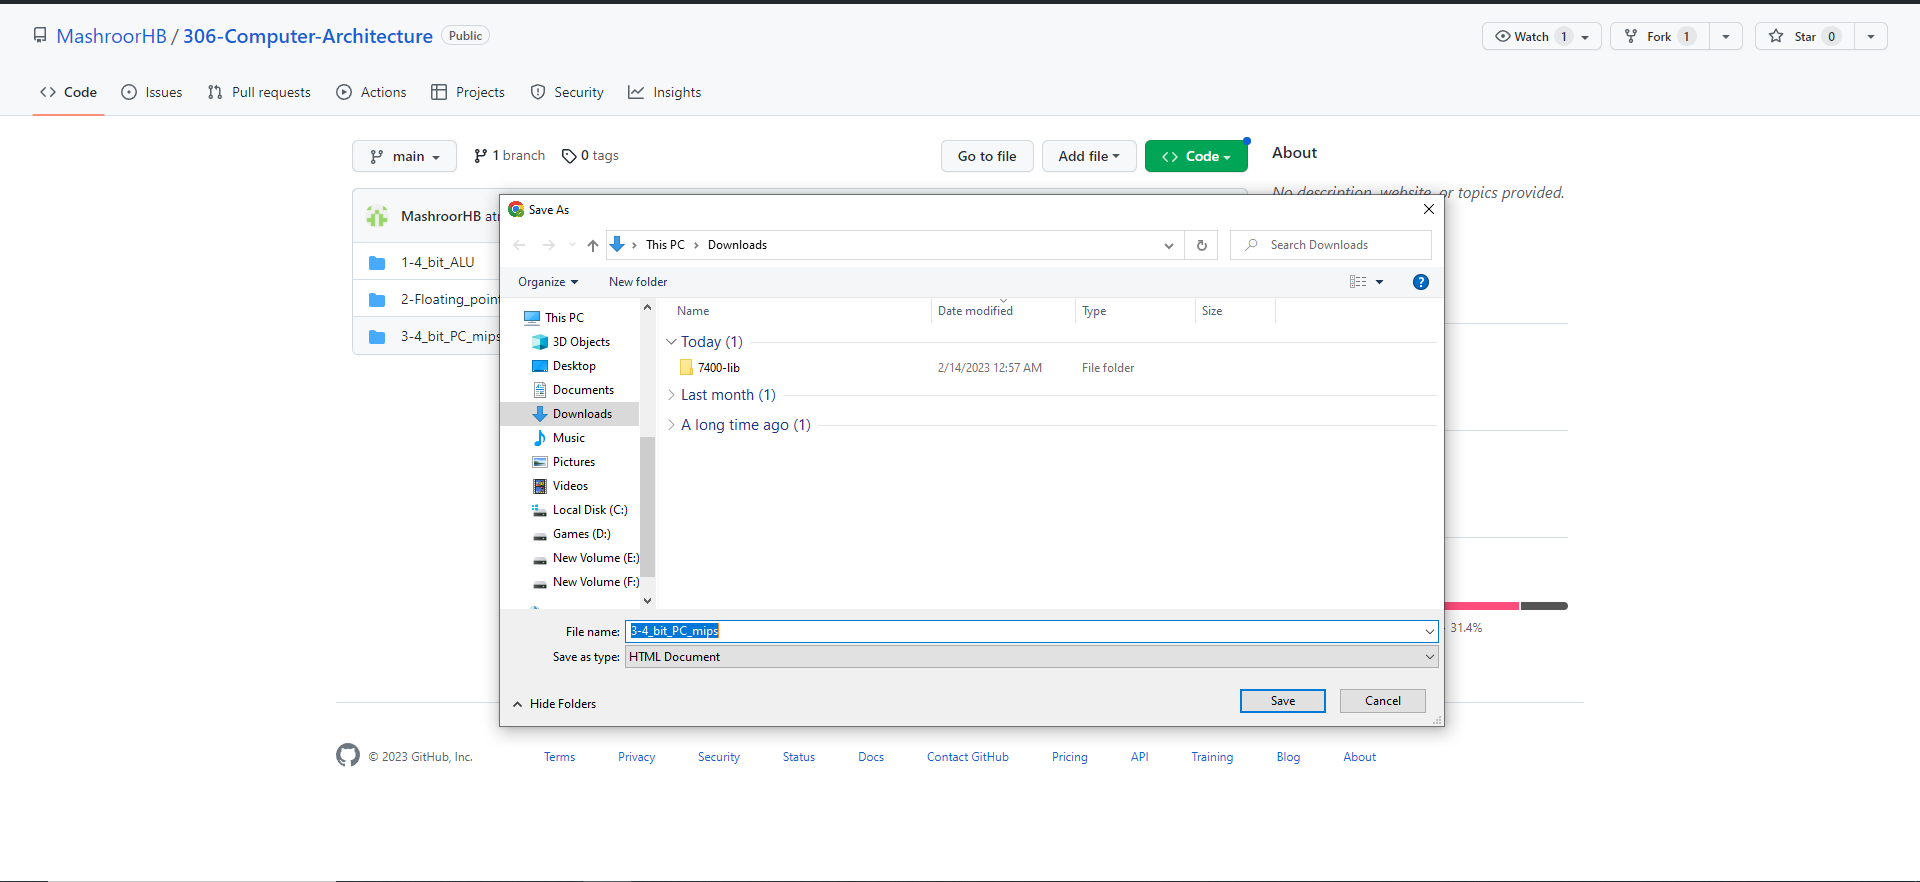 MashroorHB / 306-Computer-Architecture Public
Watch 1 Fork 1 Star 0
Code Issues Pull requests Actions Projects Security Insights
main 1 branch 0 tags Go to file Add file Code
About
No description, website, or topics provided.
MashroorHB
1-4_bit_ALU
2-Floating_point
3-4_bit_PC_mips
Save As
This PC Downloads Search Downloads
Organize New folder
Name Date modified Type Size
This PC
3D Objects
Desktop
Documents
Downloads
Music
Pictures
Videos
Local Disk (C:)
Games (D:)
New Volume (E:)
New Volume (F:)
Today (1)
7400-lib 2/14/2023 12:57 AM File folder
Last month (1)
A long time ago (1)
File name: 3-4_bit_PC_mips
Save as type: HTML Document
Hide Folders Save Cancel
31.4%
© 2023 GitHub, Inc. Terms Privacy Security Status Docs Contact GitHub Pricing API Training Blog About